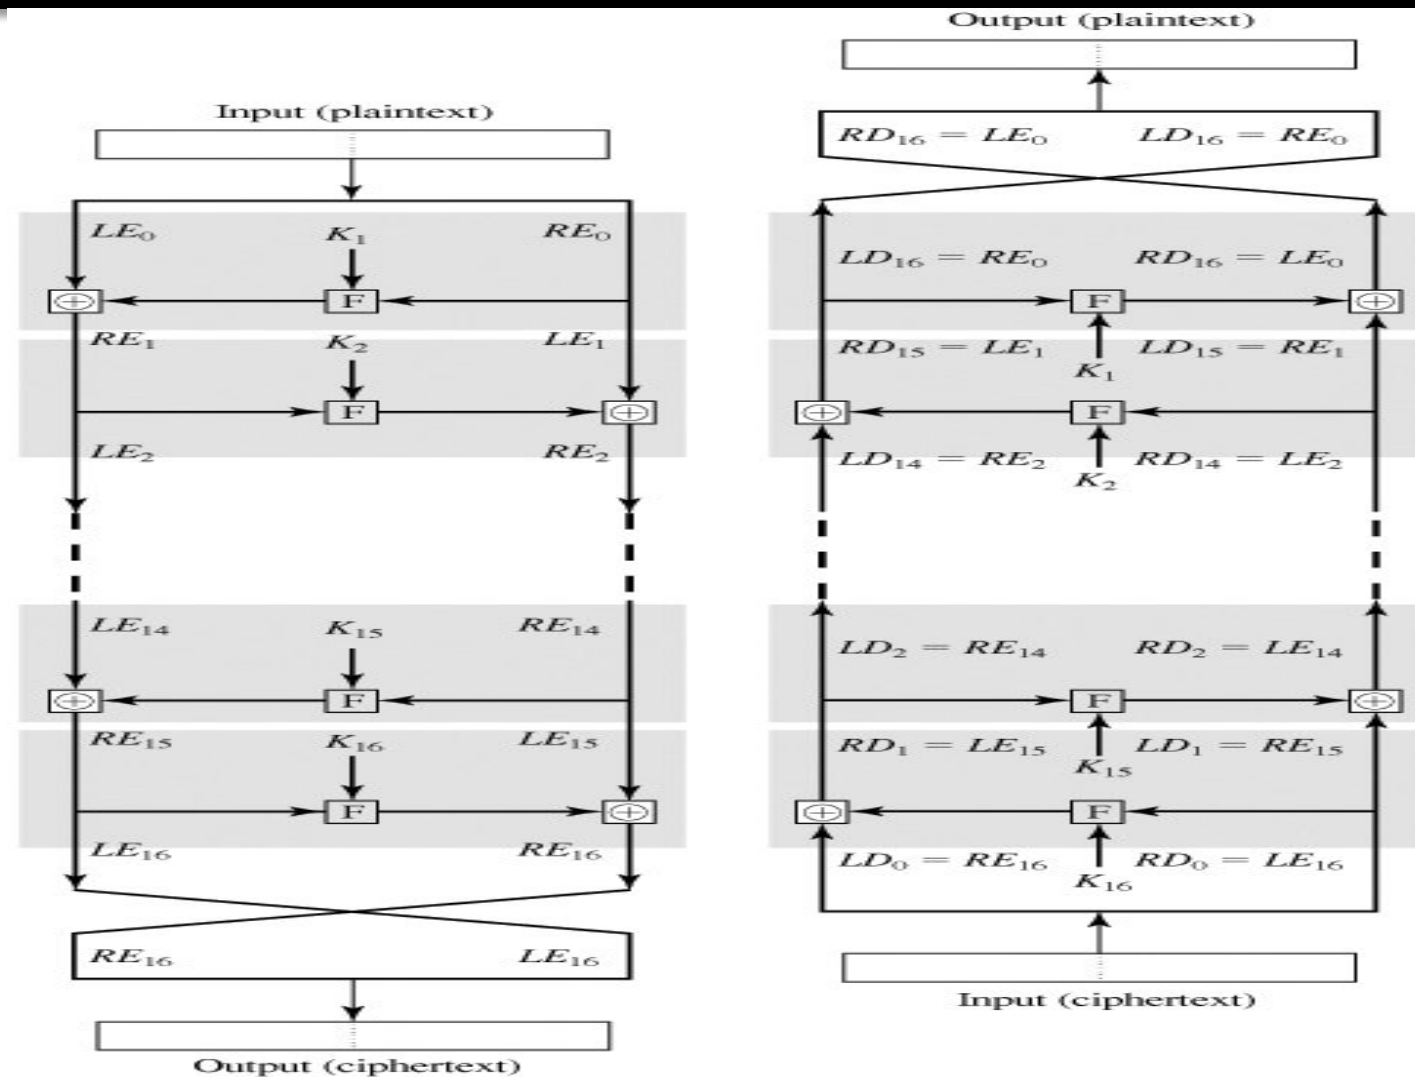 Input (plaintext)
LE₀ K₁ RE₀
F
RE₁ K₂ LE₁
F
LE₂ RE₂
LE₁₄ K₁₅ RE₁₄
F
RE₁₅ K₁₆ LE₁₅
F
LE₁₆ RE₁₆
RE₁₆ LE₁₆
Output (ciphertext)
Output (plaintext)
RD₁₆ = LE₀ LD₁₆ = RE₀
LD₁₆ = RE₀ RD₁₆ = LE₀
F
RD₁₅ = LE₁ LD₁₅ = RE₁
K₁
F
LD₁₄ = RE₂ RD₁₄ = LE₂
K₂
LD₂ = RE₁₄ RD₂ = LE₁₄
F
RD₁ = LE₁₅ LD₁ = RE₁₅
K₁₅
F
LD₀ = RE₁₆ RD₀ = LE₁₆
K₁₆
Input (ciphertext)